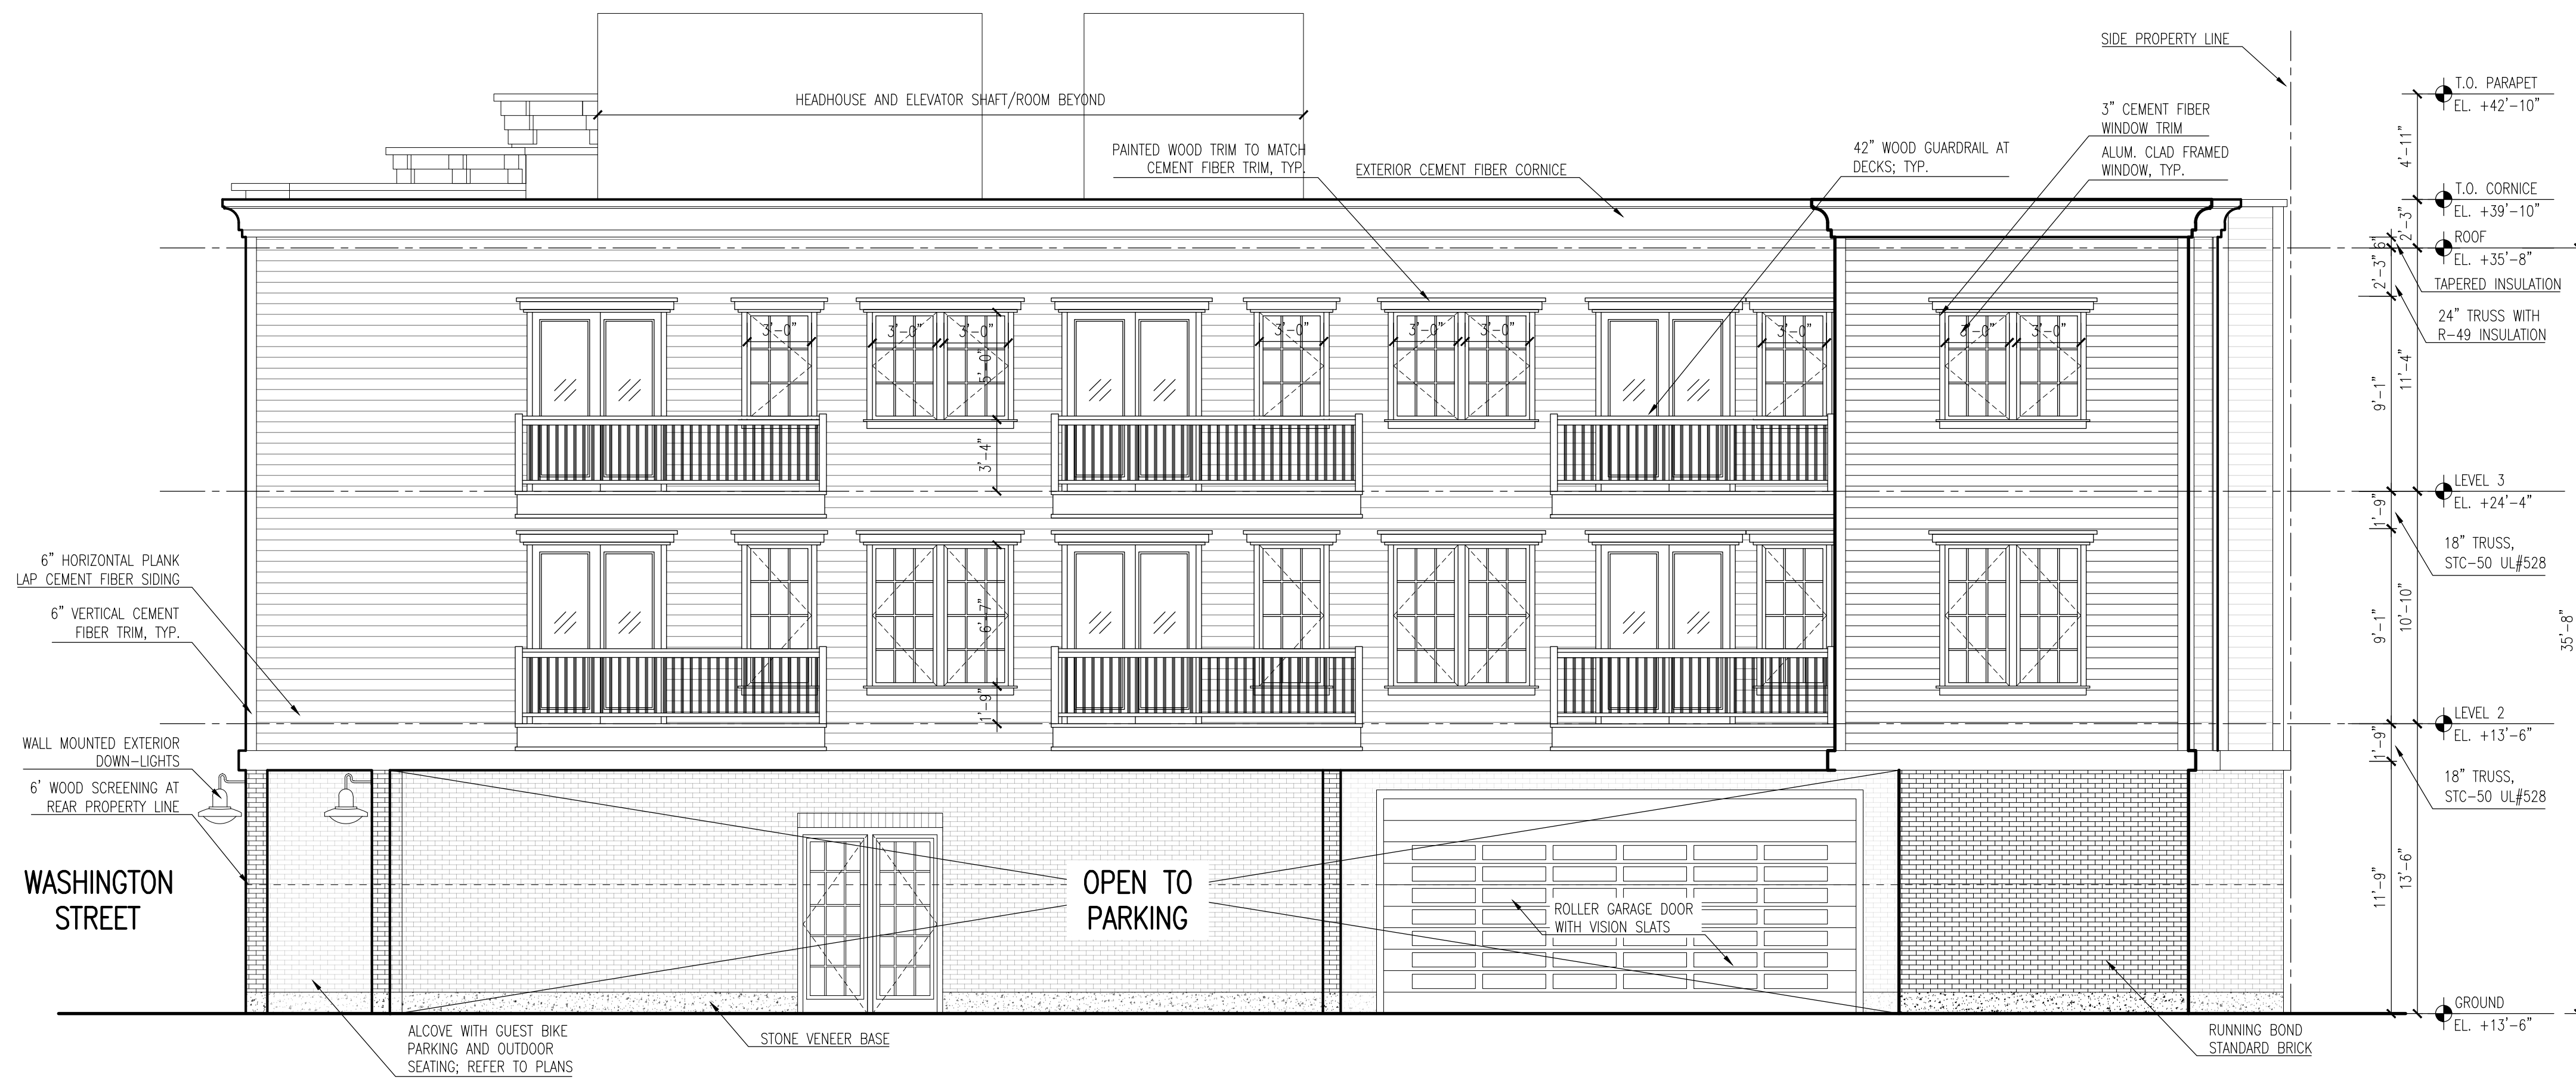 SIDE PROPERTY LINE
T.O. PARAPET
EL. +42'-10"
HEADHOUSE AND ELEVATOR SHAFT/ROOM BEYOND
3" CEMENT FIBER
WINDOW TRIM
ALUM. CLAD FRAMED
WINDOW, TYP.
42" WOOD GUARDRAIL AT
DECKS; TYP.
PAINTED WOOD TRIM TO MATCH
CEMENT FIBER TRIM, TYP.
EXTERIOR CEMENT FIBER CORNICE
4'-11"
T.O. CORNICE
EL. +39'-10"
2'-3"
6"
ROOF
EL. +35'-8"
2'-3"
TAPERED INSULATION
24" TRUSS WITH
R-49 INSULATION
3'-0"
3'-0"
3'-0"
3'-0"
3'-0"
3'-0"
3'-0"
3'-0"
3'-0"
5'-0"
3'-4"
9'-1"
11'-4"
LEVEL 3
EL. +24'-4"
1'-9"
18" TRUSS,
STC-50 UL#528
6" HORIZONTAL PLANK
LAP CEMENT FIBER SIDING
6" VERTICAL CEMENT
FIBER TRIM, TYP.
6'-7"
1'-9"
9'-1"
10'-10"
35'-8"
LEVEL 2
EL. +13'-6"
1'-9"
18" TRUSS,
STC-50 UL#528
WALL MOUNTED EXTERIOR
DOWN-LIGHTS
6' WOOD SCREENING AT
REAR PROPERTY LINE
WASHINGTON
STREET
OPEN TO
PARKING
ROLLER GARAGE DOOR
WITH VISION SLATS
11'-9"
13'-6"
GROUND
EL. +13'-6"
ALCOVE WITH GUEST BIKE
PARKING AND OUTDOOR
SEATING; REFER TO PLANS
STONE VENEER BASE
RUNNING BOND
STANDARD BRICK